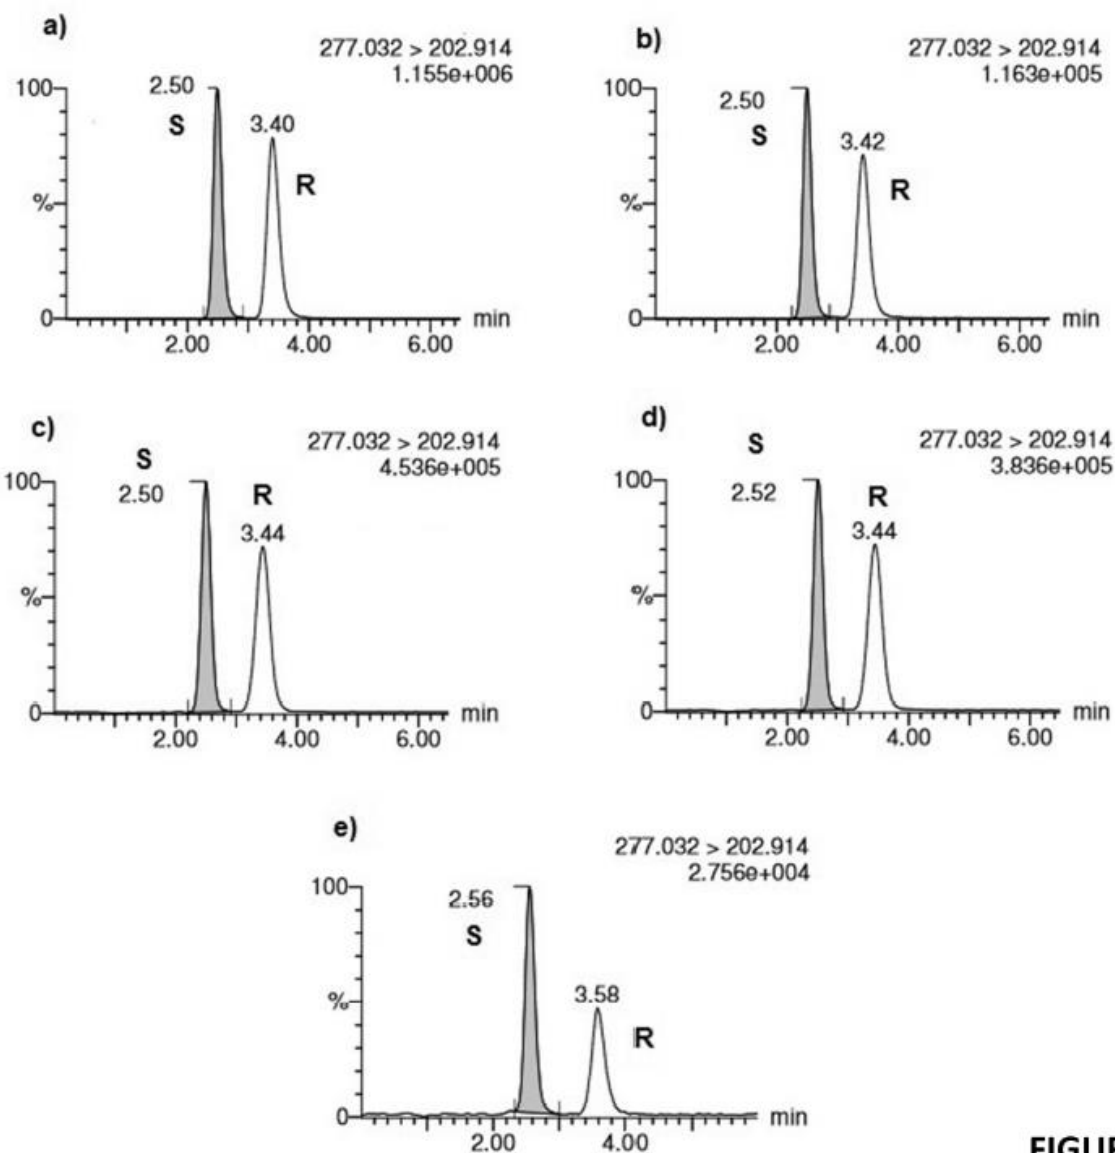 a)
277.032 > 202.914
1.155e+006
100
2.50
S
3.40
R
%
0
min
2.00 4.00 6.00
b)
277.032 > 202.914
1.163e+005
100
2.50
S
3.42
R
%
0
min
2.00 4.00 6.00
c)
277.032 > 202.914
4.536e+005
S
100
2.50
R
3.44
%
0
min
2.00 4.00 6.00
d)
277.032 > 202.914
3.836e+005
S
100
2.52
R
3.44
%
0
min
2.00 4.00 6.00
e)
277.032 > 202.914
2.756e+004
100
2.56
S
3.58
R
%
0
min
2.00 4.00
FIGUR